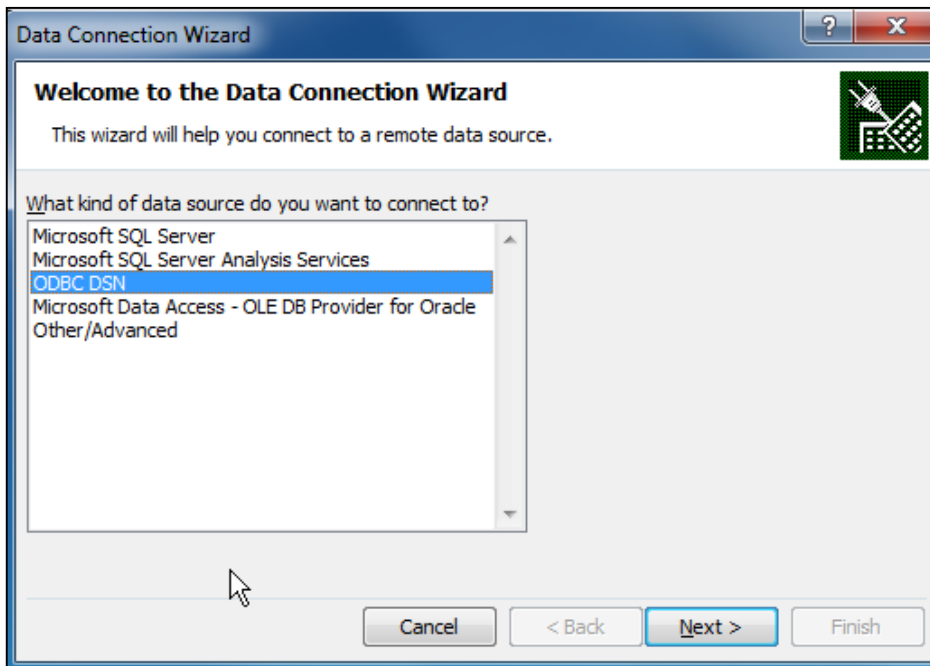 Data Connection Wizard
?
X
Welcome to the Data Connection Wizard
This wizard will help you connect to a remote data source.
What kind of data source do you want to connect to?
Microsoft SQL Server
Microsoft SQL Server Analysis Services
ODBC DSN
Microsoft Data Access - OLE DB Provider for Oracle
Other/Advanced
Cancel
< Back
Next >
Finish